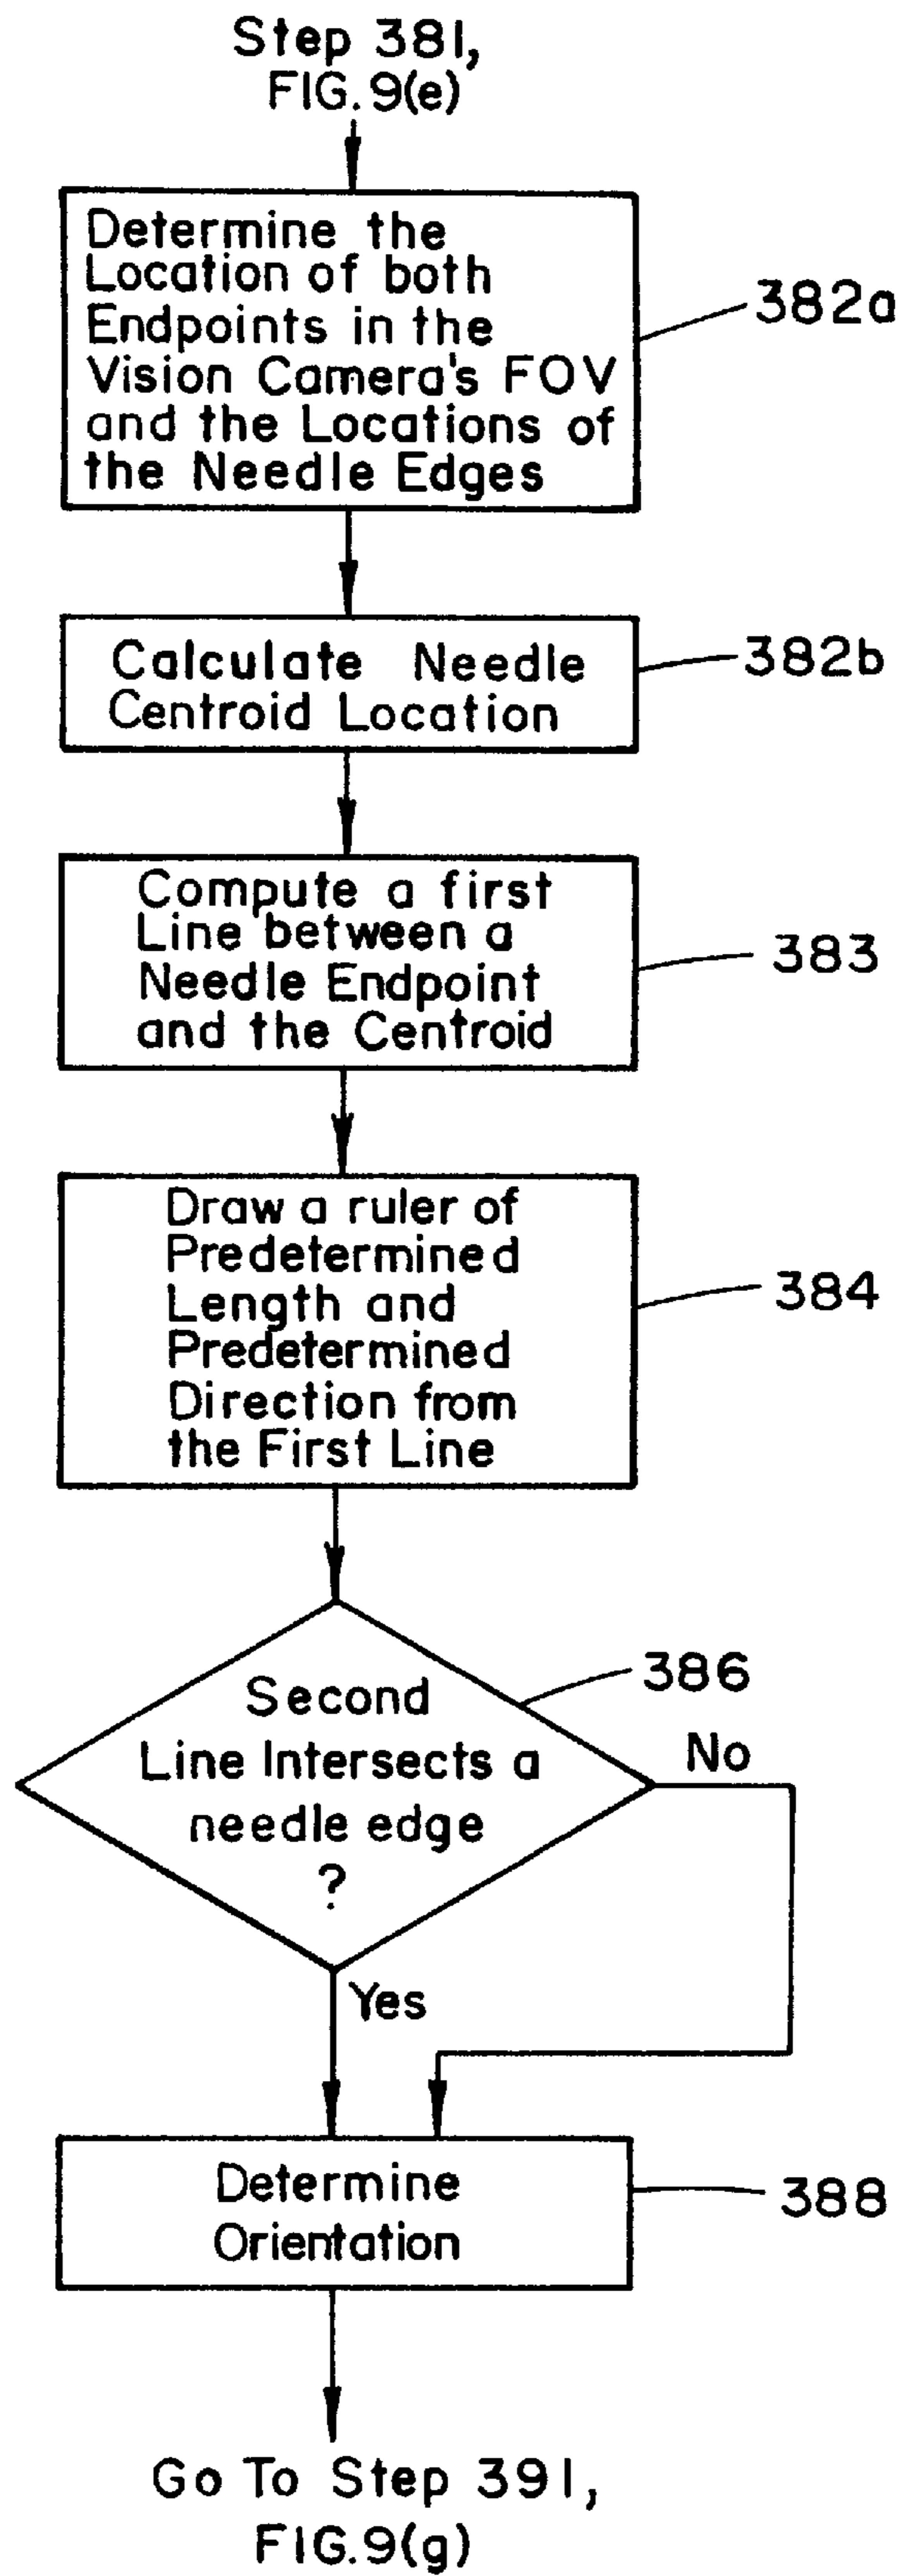 Step 381,
FIG. 9(e)
Determine the
Location of both
Endpoints in the
Vision Camera's FOV
and the Locations of
the Needle Edges
382a
Calculate Needle
Centroid Location
382b
Compute a first
Line between a
Needle Endpoint
and the Centroid
383
Draw a ruler of
Predetermined
Length and
Predetermined
Direction from
the First Line
384
Second
Line Intersects a
needle edge
?
386
No
Yes
Determine
Orientation
388
Go To Step 391,
FIG. 9(g)